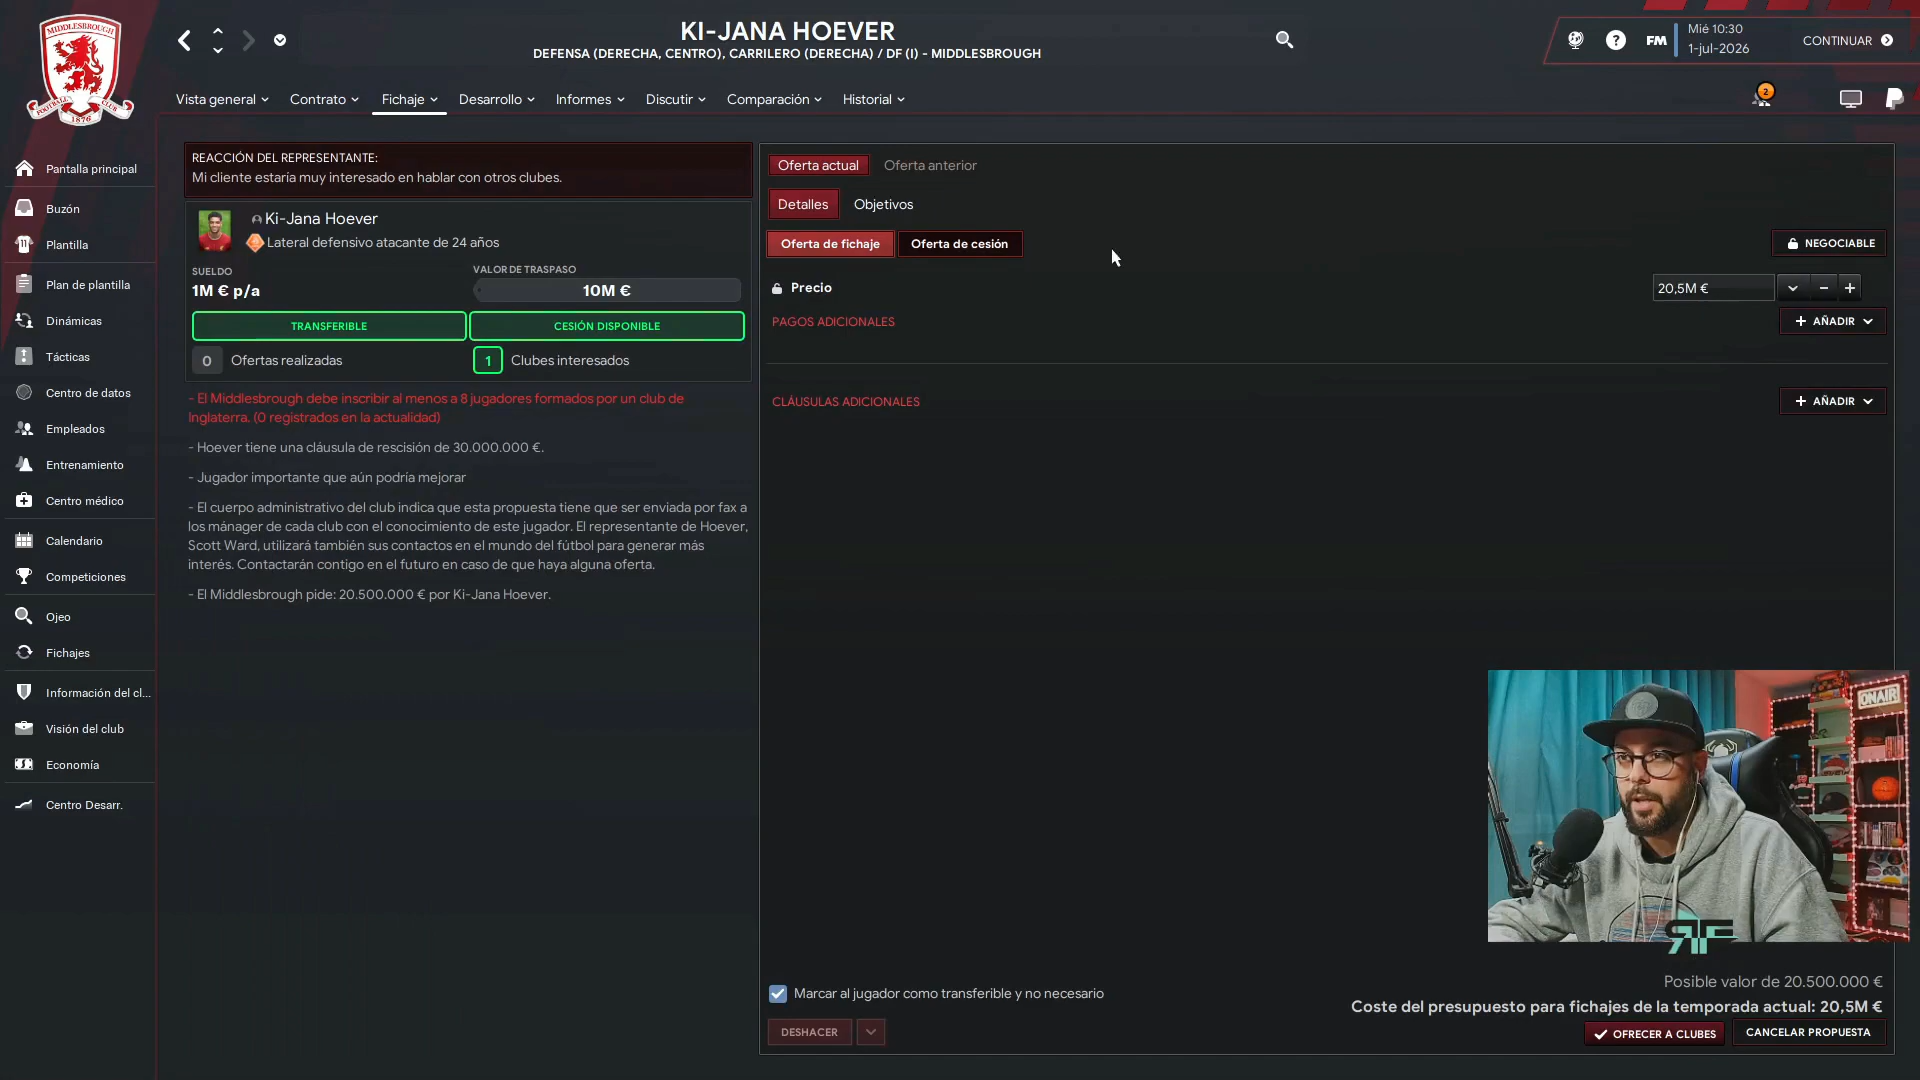 MIDDLESBROUGH
FOOTBALL CLUB
1876
KI-JANA HOEVER
DEFENSA (DERECHA, CENTRO), CARRILERO (DERECHA) / DF (I) - MIDDLESBROUGH
FM
Mié 10:30
1-jul-2026
CONTINUAR
Vista general
Contrato
Fichaje
Desarrollo
Informes
Discutir
Comparación
Historial
2
Pantalla principal
Buzón
Plantilla
Plan de plantilla
Dinámicas
Tácticas
Centro de datos
Empleados
Entrenamiento
Centro médico
Calendario
Competiciones
Ojeo
Fichajes
Información del cl...
Visión del club
Economía
Centro Desarr.
REACCIÓN DEL REPRESENTANTE:
Mi cliente estaría muy interesado en hablar con otros clubes.
Ki-Jana Hoever
Lateral defensivo atacante de 24 años
SUELDO
1M € p/a
VALOR DE TRASPASO
10M €
TRANSFERIBLE
CESIÓN DISPONIBLE
0 Ofertas realizadas
1 Clubes interesados
- El Middlesbrough debe inscribir al menos a 8 jugadores formados por un club de
Inglaterra. (0 registrados en la actualidad)
- Hoever tiene una cláusula de rescisión de 30.000.000 €.
- Jugador importante que aún podría mejorar
- El cuerpo administrativo del club indica que esta propuesta tiene que ser enviada por fax a
los mánager de cada club con el conocimiento de este jugador. El representante de Hoever,
Scott Ward, utilizará también sus contactos en el mundo del fútbol para generar más
interés. Contactarán contigo en el futuro en caso de que haya alguna oferta.
- El Middlesbrough pide: 20.500.000 € por Ki-Jana Hoever.
Oferta actual
Oferta anterior
Detalles
Objetivos
Oferta de fichaje
Oferta de cesión
NEGOCIABLE
Precio
20,5M €
PAGOS ADICIONALES
AÑADIR
CLÁUSULAS ADICIONALES
AÑADIR
ON AIR
RTF
Marcar al jugador como transferible y no necesario
Posible valor de 20.500.000 €
Coste del presupuesto para fichajes de la temporada actual: 20,5M €
DESHACER
OFRECER A CLUBES
CANCELAR PROPUESTA